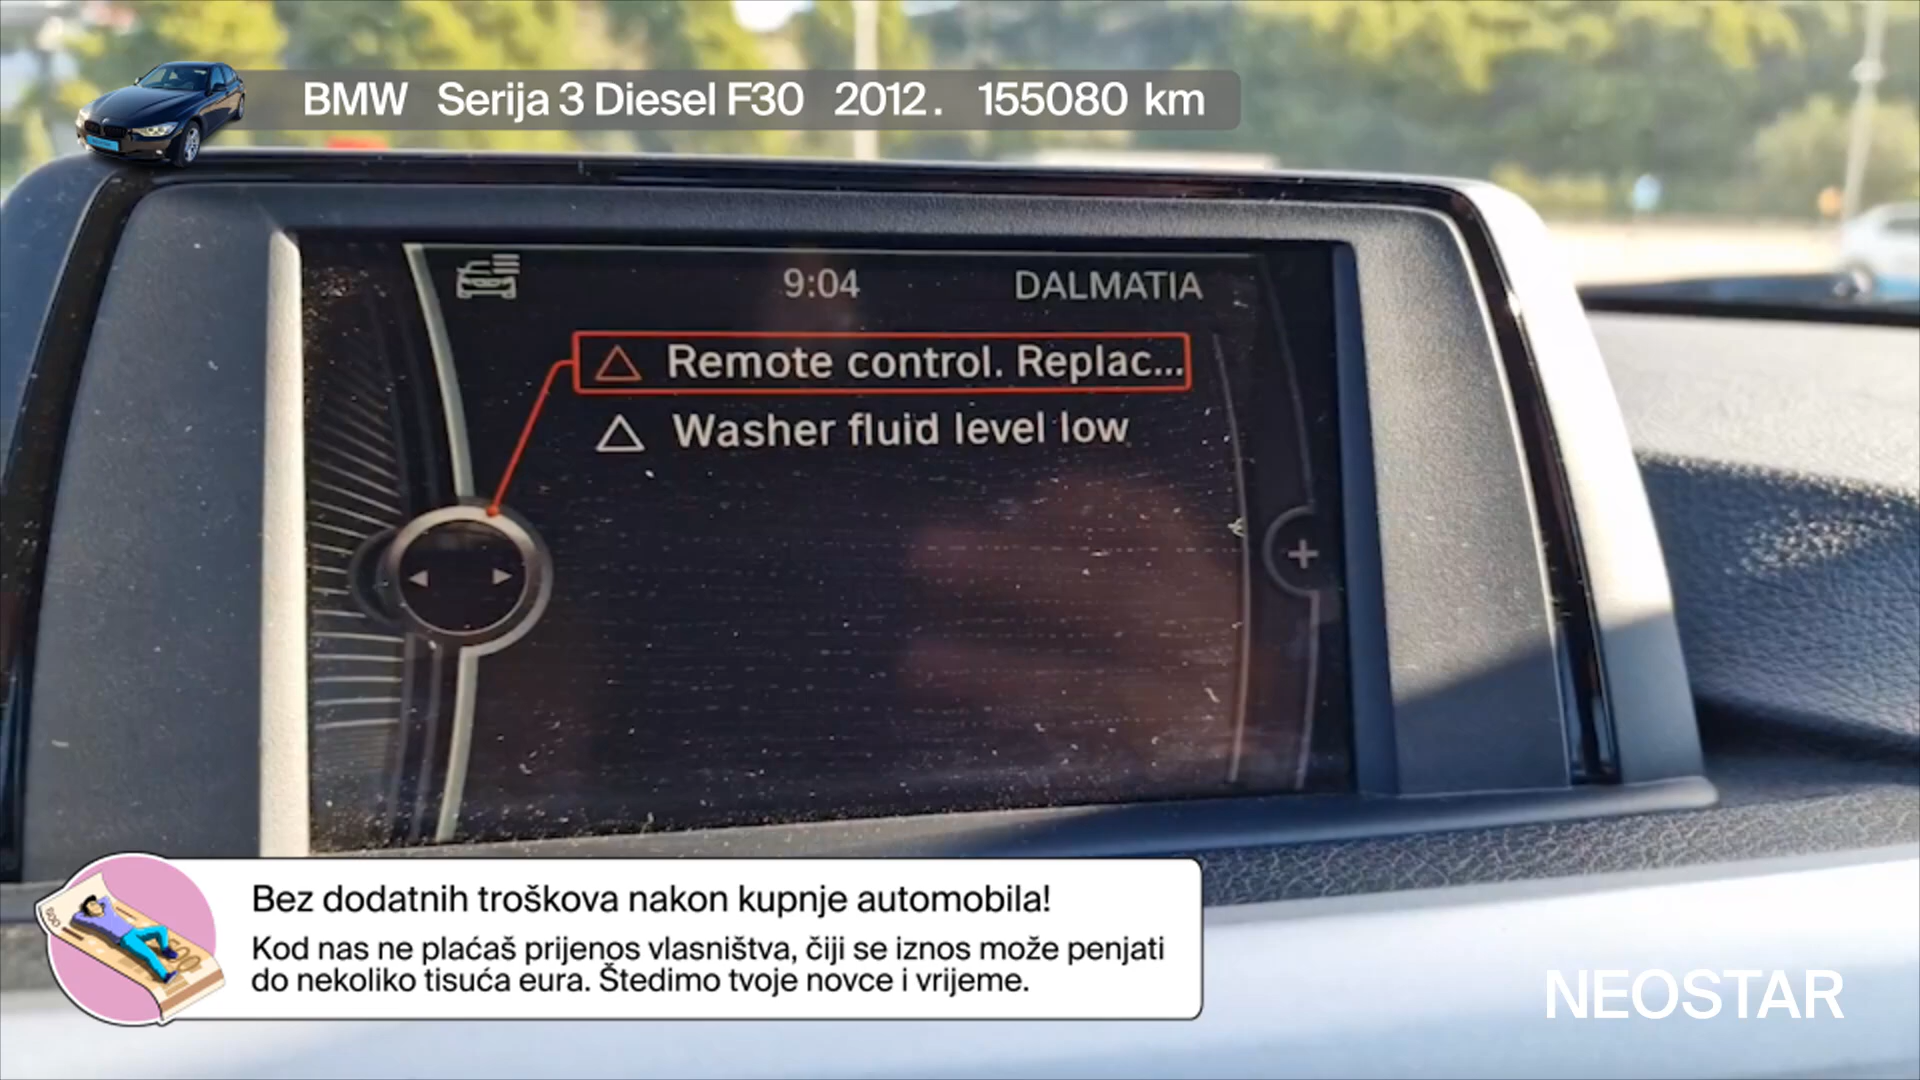 BMW Serija 3 Diesel F30 2012. 155080 km
9:04 DALMATIA
Remote control. Replac...
Washer fluid level low
Bez dodatnih troškova nakon kupnje automobila!
Kod nas ne plaćaš prijenos vlasništva, čiji se iznos može penjati
do nekoliko tisuća eura. Štedimo tvoje novce i vrijeme.
NEOSTAR